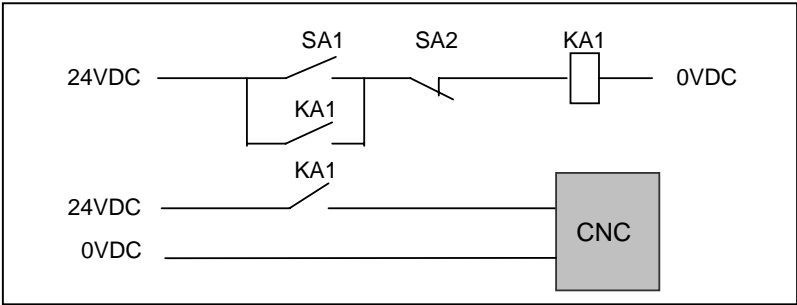 SA1 SA2 KA1
24VDC 0VDC
KA1
KA1
24VDC
CNC
0VDC